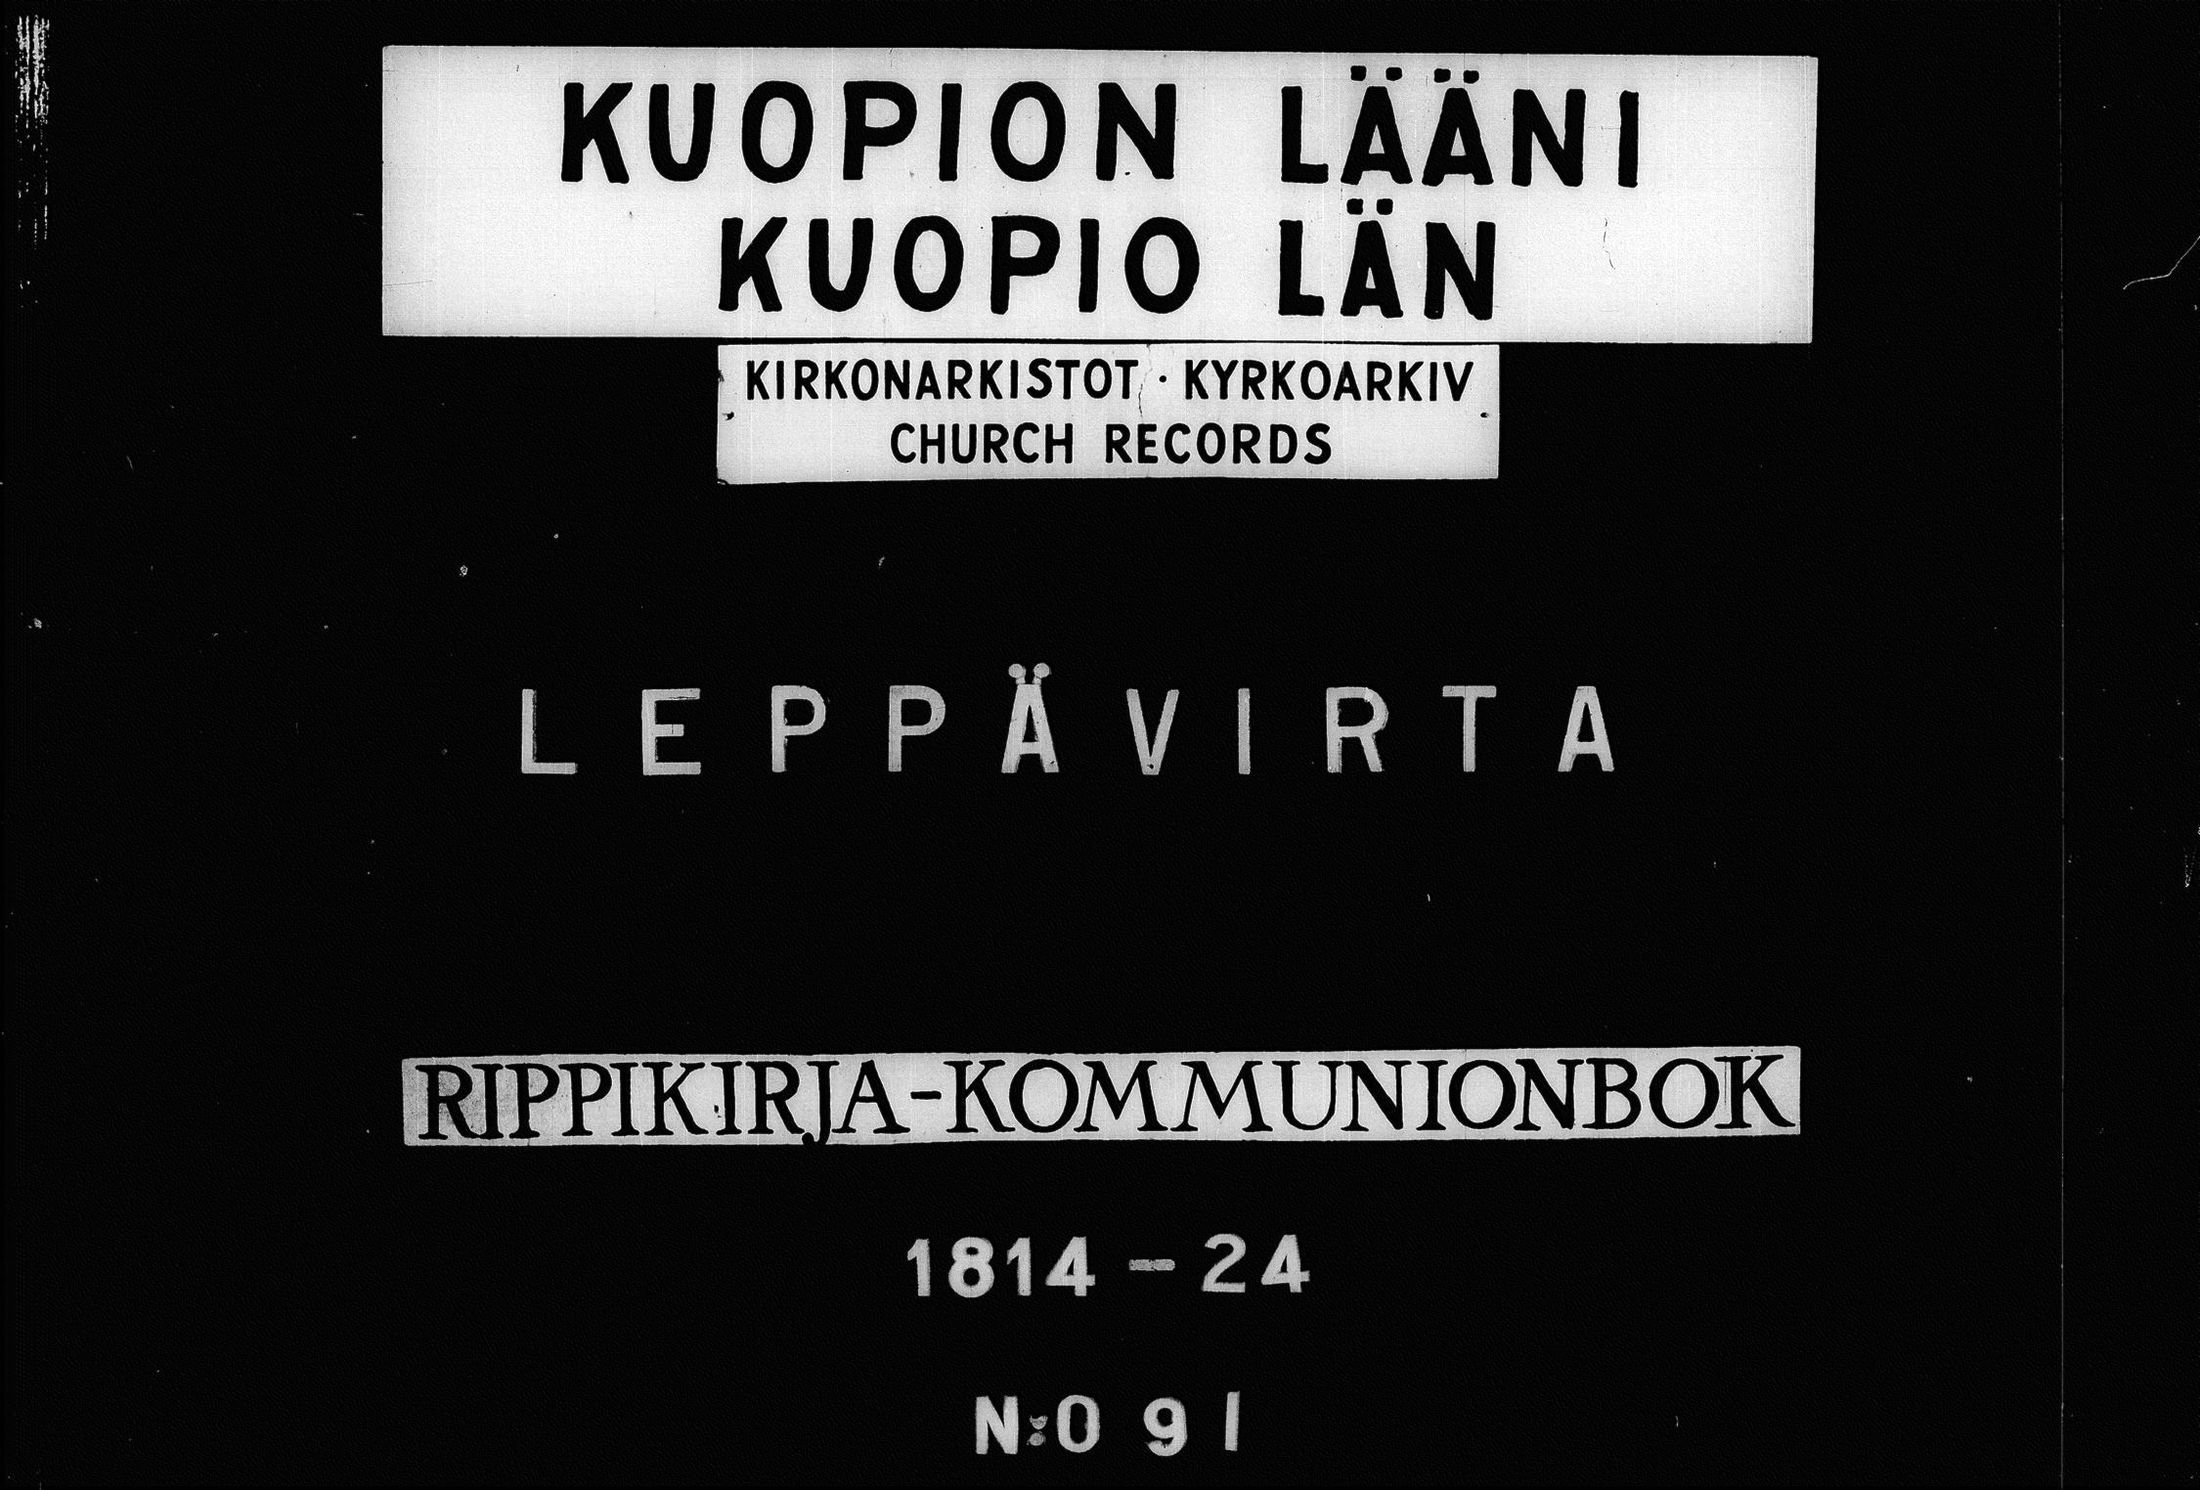 KUOPION LÄÄNI
KUOPIO LÄN
KIRKONARKISTOT · KYRKOARKIV
CHURCH RECORDS
LEPPÄVIRTA
RIPPIKIRJA-KOMMUNIONBOK
1814-24
N:O 91